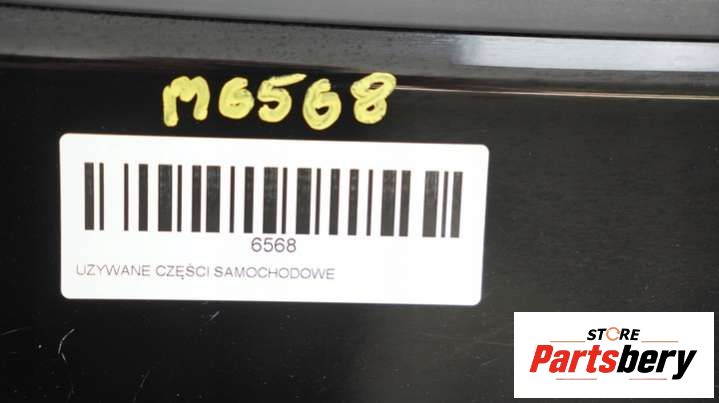 M6568
6568
UZYWANE CZĘŚCI SAMOCHODOWE
STORE
Partsbery